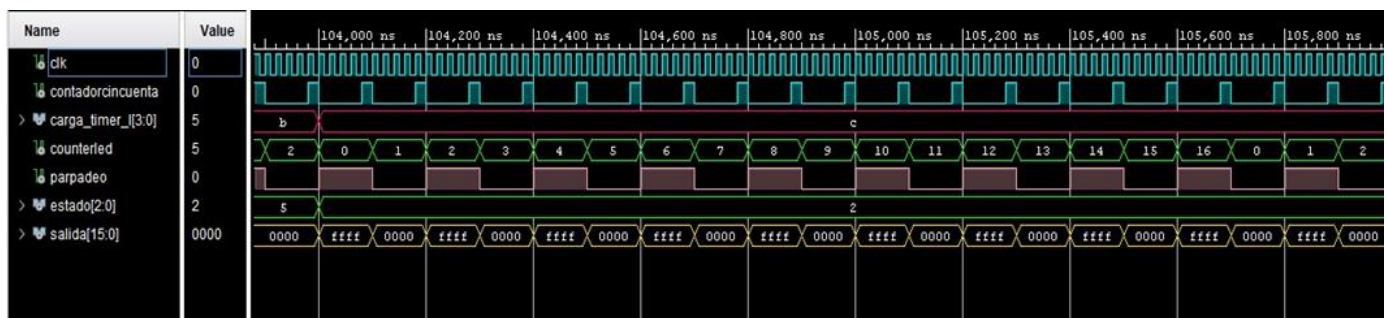 Name Value 104,000 ns 104,200 ns 104,400 ns 104,600 ns 104,800 ns 105,000 ns 105,200 ns 105,400 ns 105,600 ns 105,800 ns
clk 0
contadorcincuenta 0
carga_timer_l[3:0] 5 b c
counterled 5 2 0 1 2 3 4 5 6 7 8 9 10 11 12 13 14 15 16 0 1 2
parpadeo 0
estado[2:0] 2 5 2
salida[15:0] 0000 0000 ffff 0000 ffff 0000 ffff 0000 ffff 0000 ffff 0000 ffff 0000 ffff 0000 ffff 0000 ffff 0000 ffff 0000